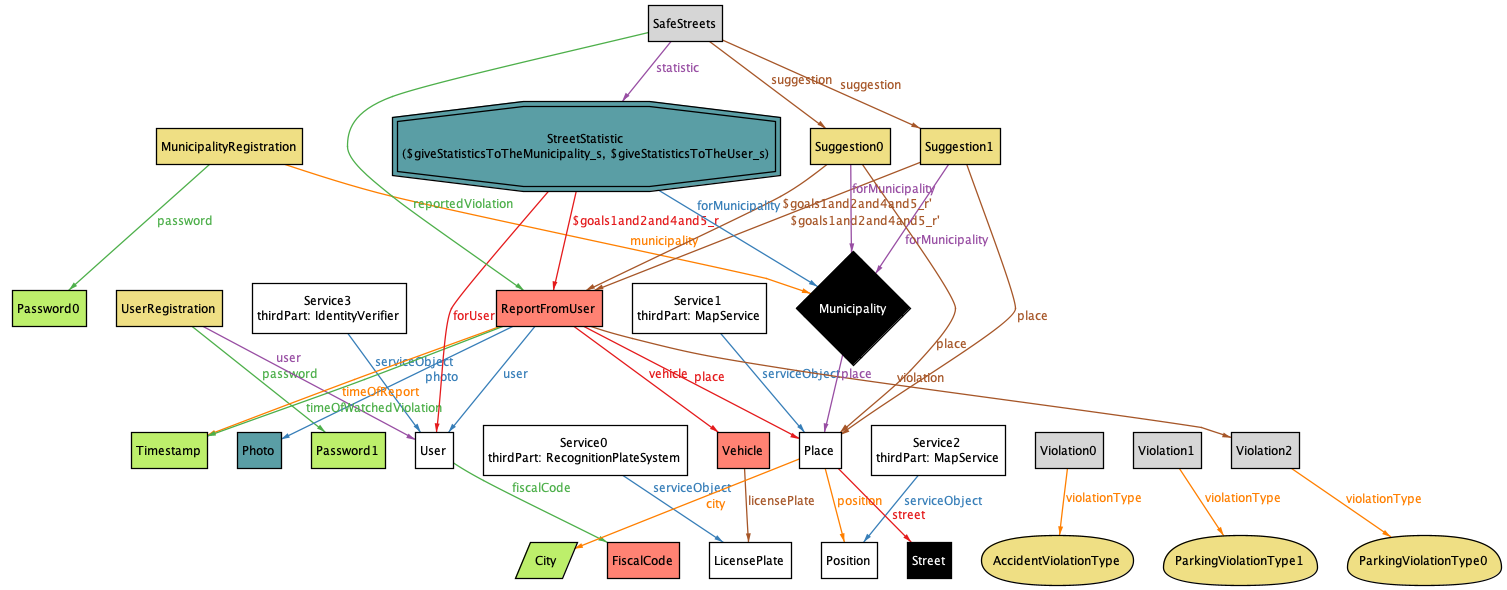 SafeStreets
statistic
suggestion
suggestion
MunicipalityRegistration
StreetStatistic
($giveStatisticsToTheMunicipality_s, $giveStatisticsToTheUser_s)
Suggestion0
Suggestion1
password
reportedViolation
$goals1and2and4and5_r
municipality
forMunicipality
forMunicipality
$goals1and2and4and5_r'
$goals1and2and4and5_r'
forMunicipality
Password0
UserRegistration
Service3
thirdPart: IdentityVerifier
forUser
ReportFromUser
Service1
thirdPart: MapService
Municipality
place
place
user
password
serviceObject
photo
timeOfReport
timeOfWatchedViolation
user
vehicle
place
serviceObject
place
violation
Timestamp
Photo
Password1
User
Service0
thirdPart: RecognitionPlateSystem
Vehicle
Place
Service2
thirdPart: MapService
Violation0
Violation1
Violation2
fiscalCode
serviceObject
city
licensePlate
position
street
serviceObject
violationType
violationType
violationType
City
FiscalCode
LicensePlate
Position
Street
AccidentViolationType
ParkingViolationType1
ParkingViolationType0